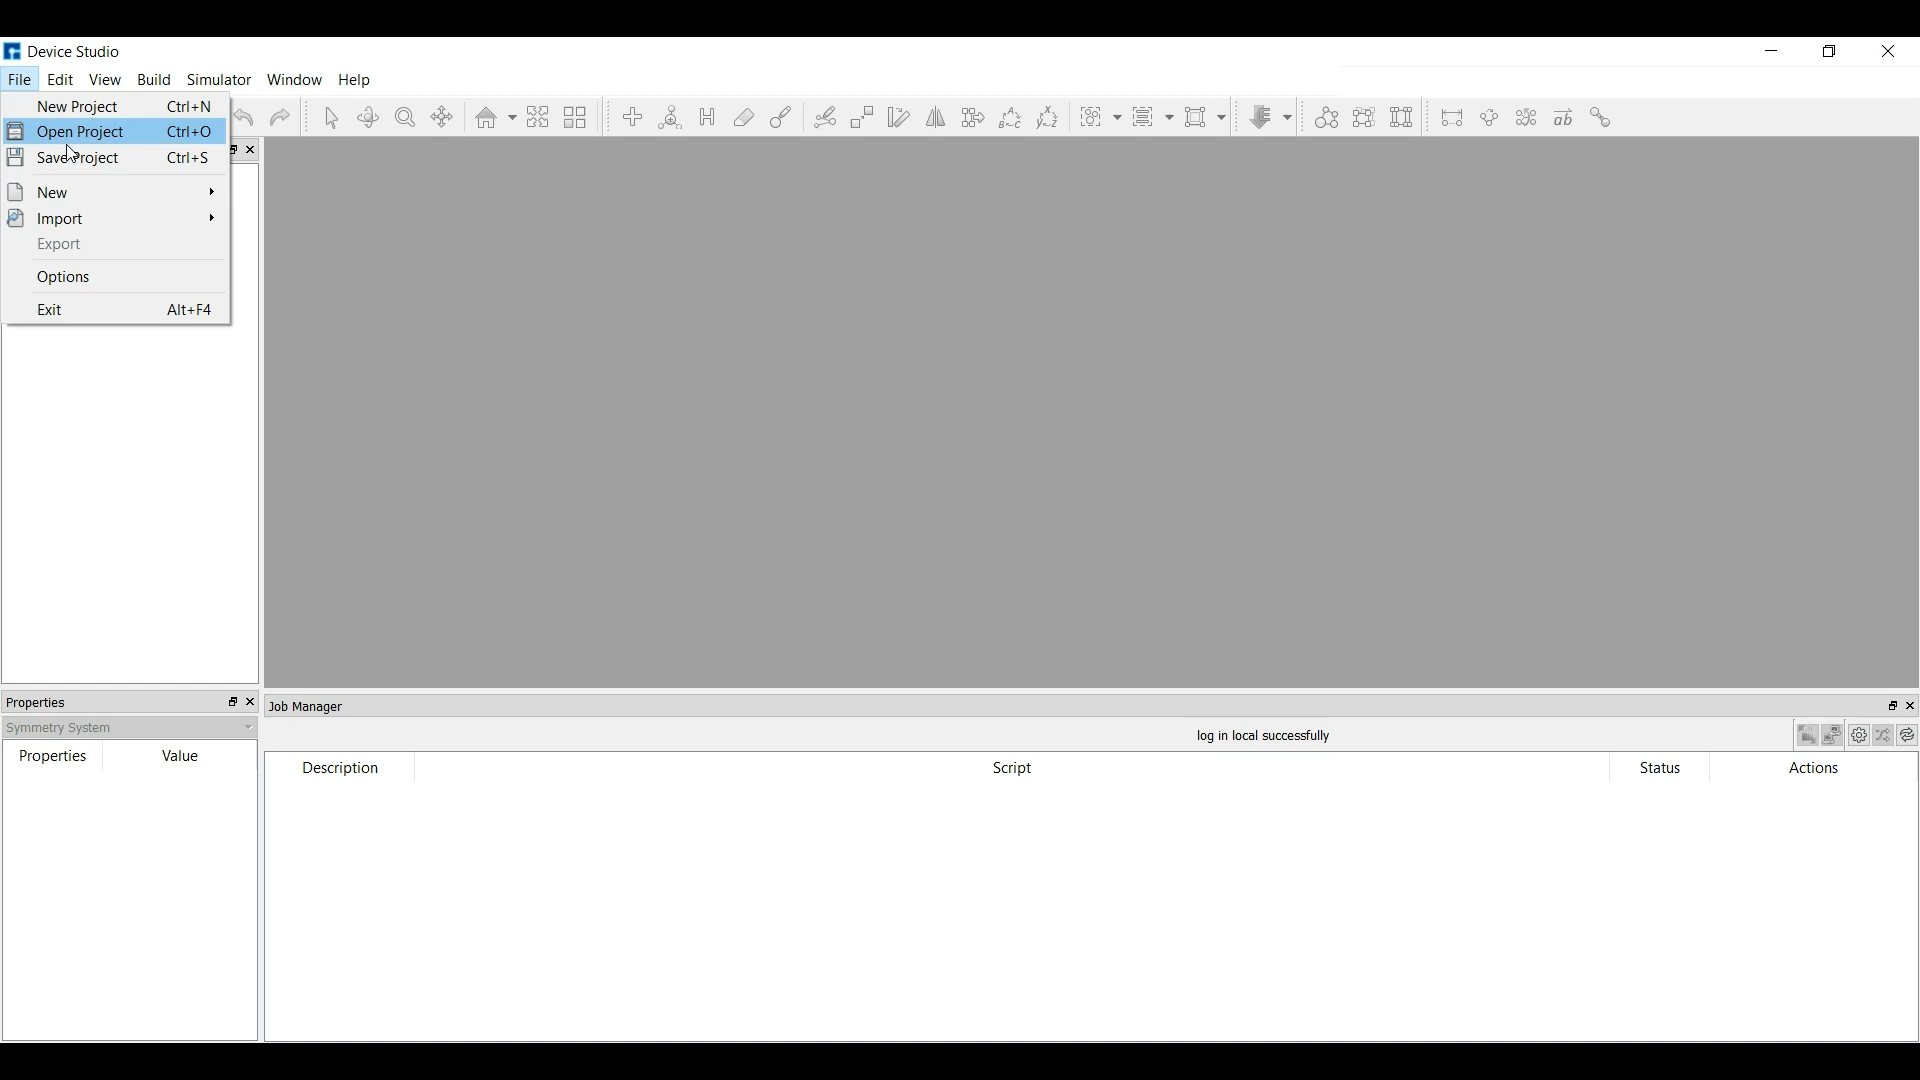 Device Studio
File Edit View Build Simulator Window Help
New Project Ctrl+N
Open Project Ctrl+O
Save Project Ctrl+S
New
Import
Export
Options
Exit Alt+F4
Properties
Symmetry System
Properties Value
Job Manager
log in local successfully
Description Script Status Actions